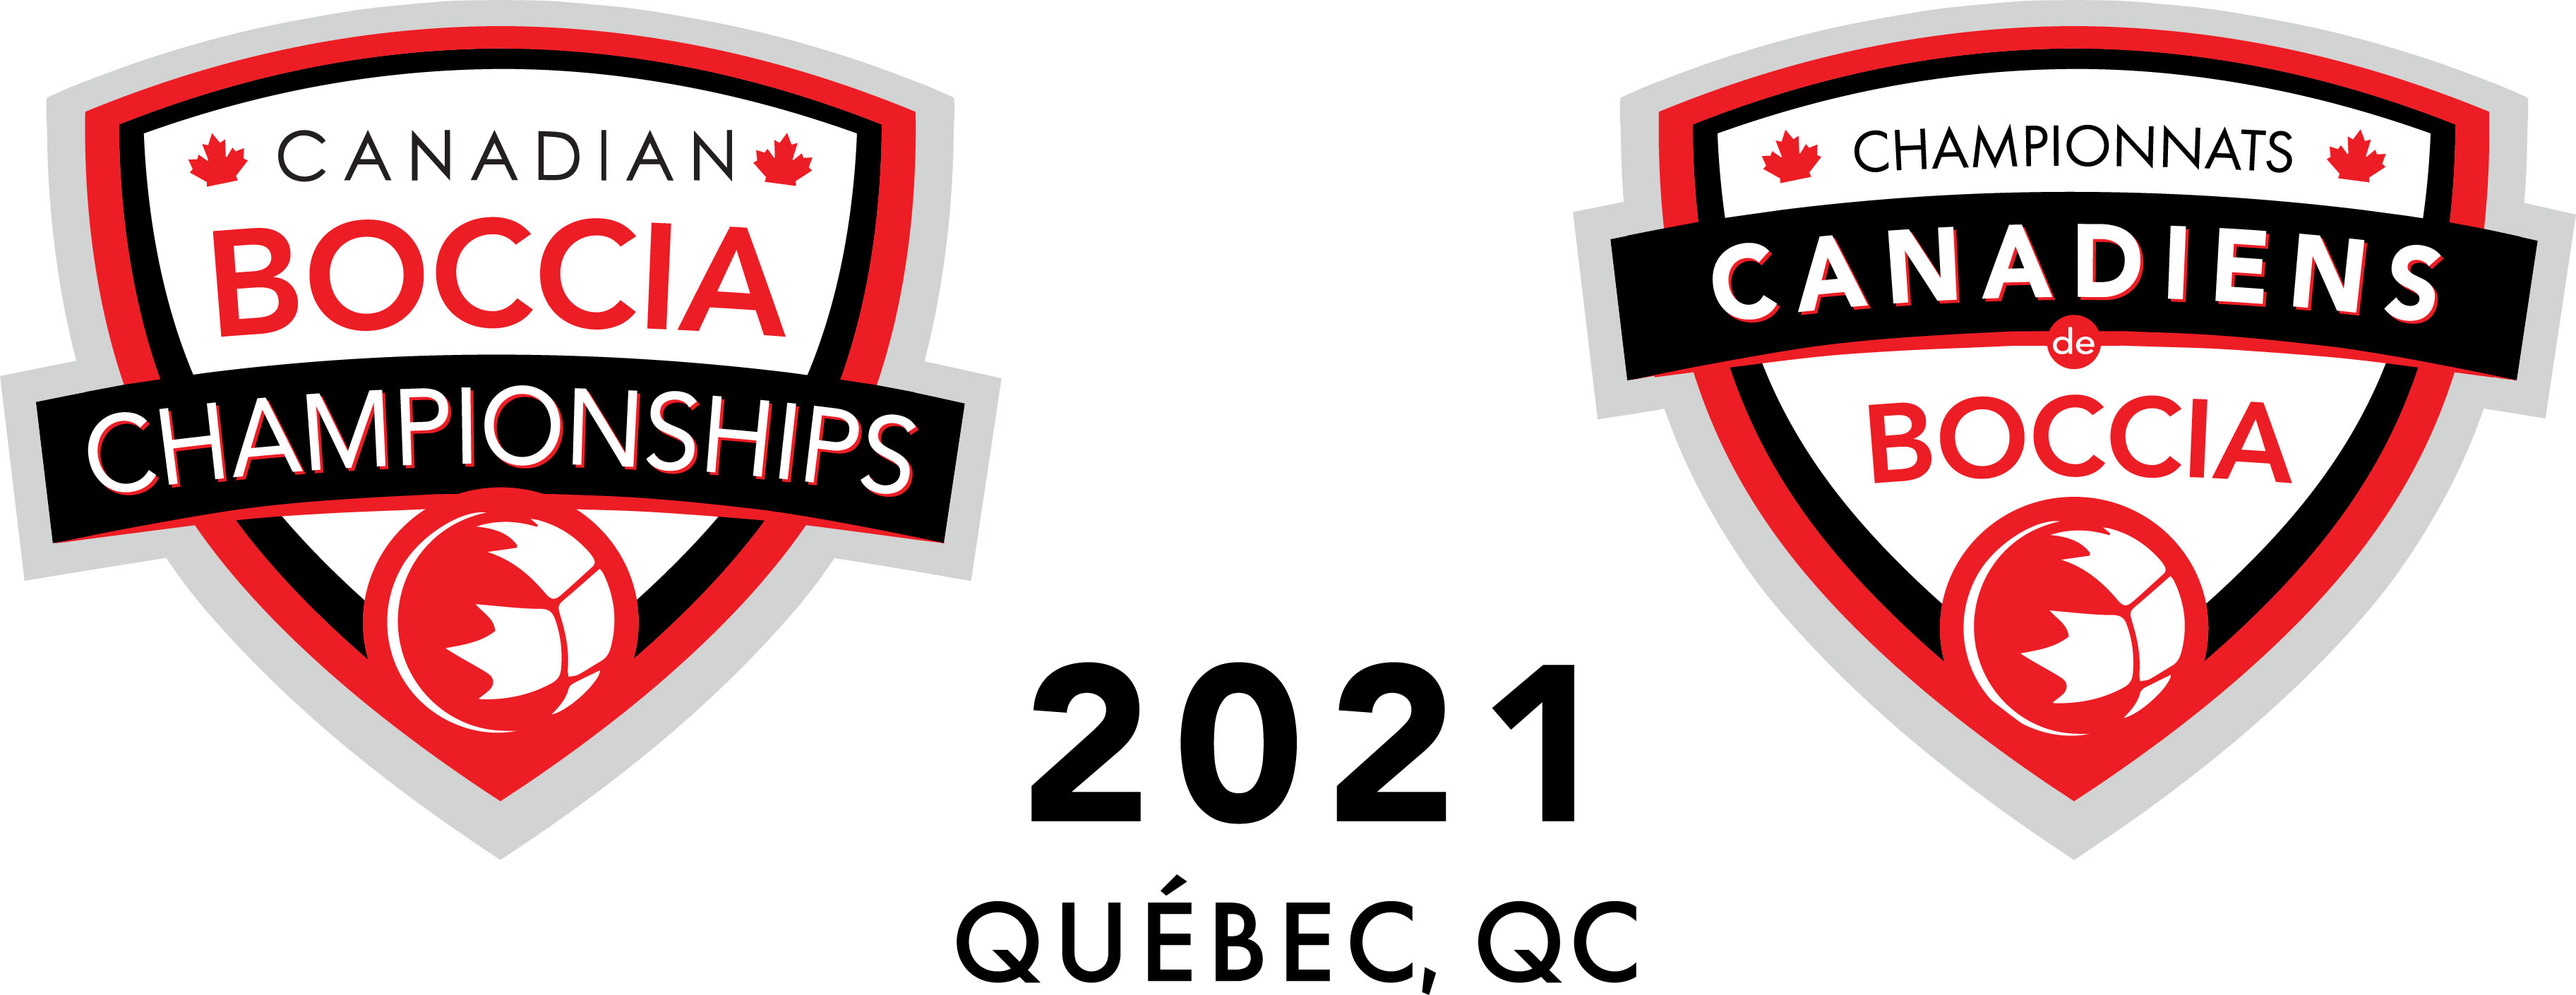 CANADIAN
BOCCIA
CHAMPIONSHIPS
CHAMPIONNATS
CANADIENS
de
BOCCIA
2021
QUÉBEC, QC